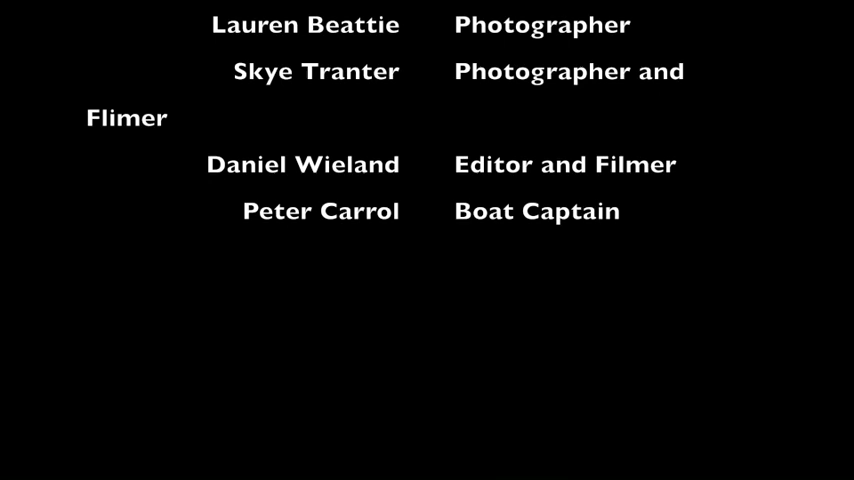 Lauren Beattie Photographer
Skye Tranter Photographer and
Flimer
Daniel Wieland Editor and Filmer
Peter Carrol Boat Captain